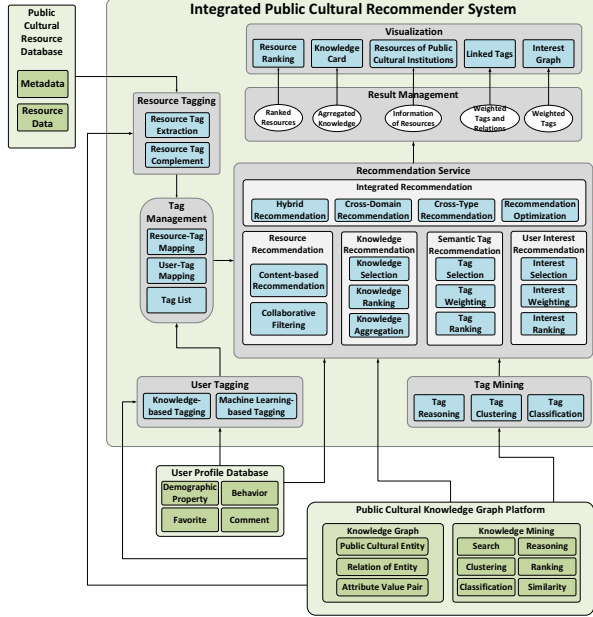 Integrated Public Cultural Recommender System
Public
Cultural
Resource
Database
Metadata
Resource
Data
Visualization
Resource
Ranking
Knowledge
Card
Resources of Public
Cultural Institutions
Linked Tags
Interest
Graph
Result Management
Ranked
Resources
Agrregated
Knowledge
Information
of Resources
Weighted
Tags and
Relations
Weighted
Tags
Resource Tagging
Resource Tag
Extraction
Resource Tag
Complement
Tag
Management
Resource-Tag
Mapping
User-Tag
Mapping
Tag List
Recommendation Service
Integrated Recommendation
Hybrid
Recommendation
Cross-Domain
Recommendation
Cross-Type
Recommendation
Recommendation
Optimization
Resource
Recommendation
Content-based
Recommendation
Collaborative
Filtering
Knowledge
Recommendation
Knowledge
Selection
Knowledge
Ranking
Knowledge
Aggregation
Semantic Tag
Recommendation
Tag
Selection
Tag
Weighting
Tag
Ranking
User Interest
Recommendation
Interest
Selection
Interest
Weighting
Interest
Ranking
User Tagging
Knowledge-
based Tagging
Machine Learning-
based Tagging
Tag Mining
Tag
Reasoning
Tag
Clustering
Tag
Classification
User Profile Database
Demographic
Property
Behavior
Favorite
Comment
Public Cultural Knowledge Graph Platform
Knowledge Graph
Public Cultural Entity
Relation of Entity
Attribute Value Pair
Knowledge Mining
Search
Reasoning
Clustering
Ranking
Classification
Similarity